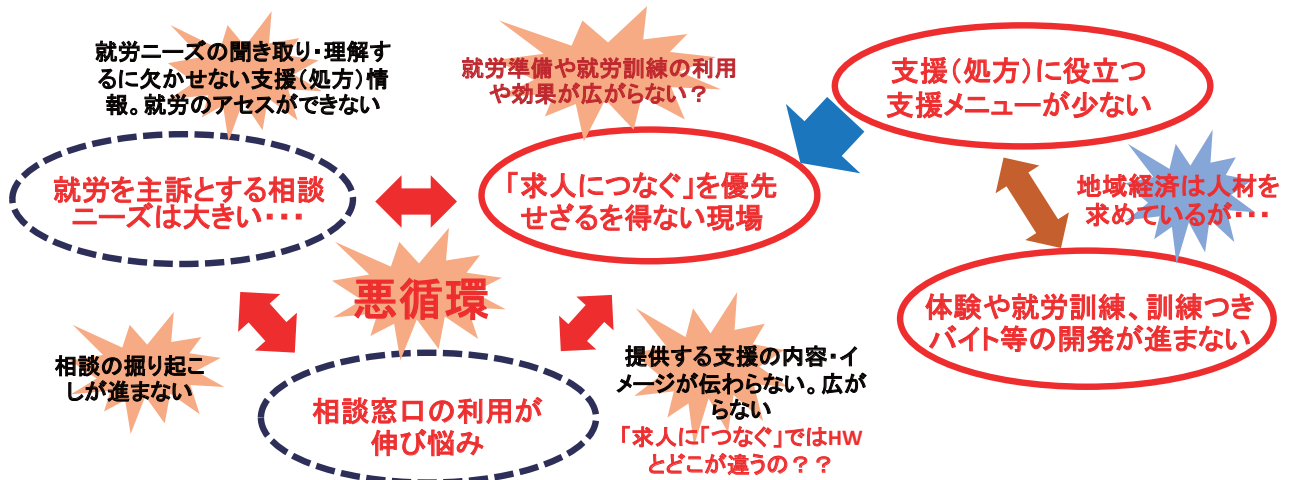 就労ニーズの聞き取り・理解す
るに欠かせない支援（処方）情
報。就労のアセスができない
就労準備や就労訓練の利用
や効果が広がらない？
支援（処方）に役立つ
支援メニューが少ない
就労を主訴とする相談
ニーズは大きい・・・
「求人につなぐ」を優先
せざるを得ない現場
地域経済は人材を
求めているが・・・
悪循環
体験や就労訓練、訓練つき
バイト等の開発が進まない
相談の掘り起こ
しが進まない
相談窓口の利用が
伸び悩み
提供する支援の内容・イ
メージが伝わらない。広が
らない
「求人に「つなぐ」ではHW
とどこが違うの？？